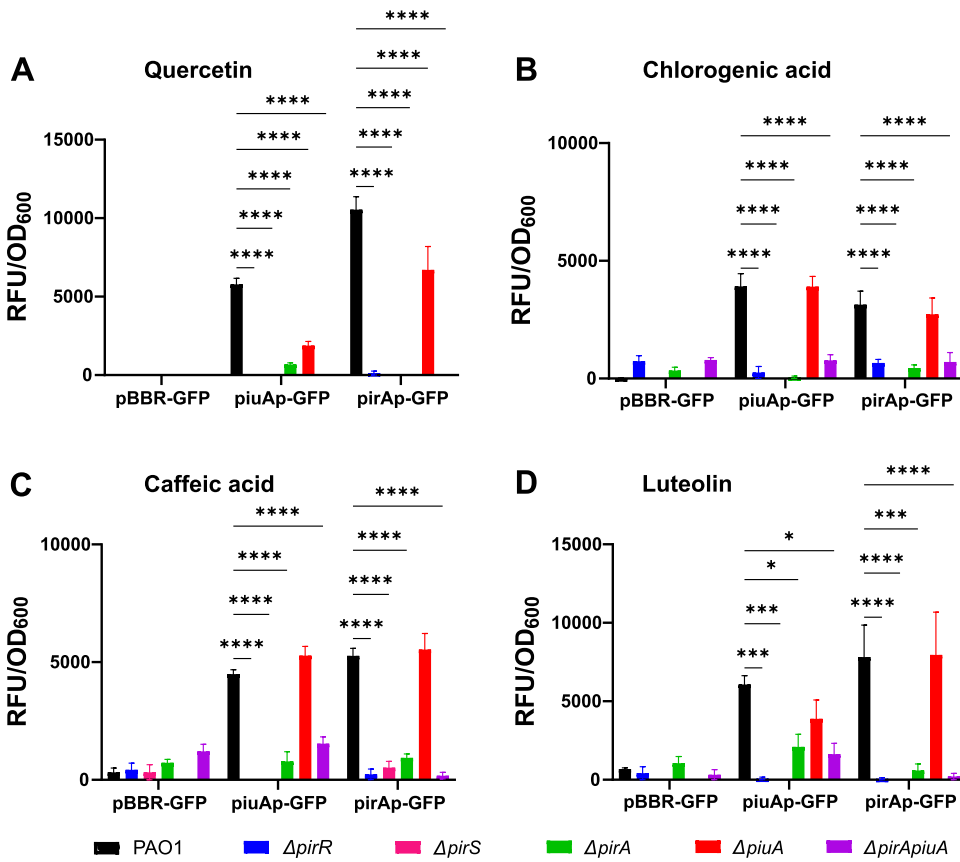 A
Quercetin
****
****
****
****
****
****
****
****
****
****
15000
10000
5000
0
RFU/OD600
pBBR-GFP
piuAp-GFP
pirAp-GFP
B
Chlorogenic acid
****
****
****
****
****
****
****
****
10000
5000
0
RFU/OD600
pBBR-GFP
piuAp-GFP
pirAp-GFP
C
Caffeic acid
****
****
****
****
****
****
****
****
10000
5000
0
RFU/OD600
pBBR-GFP
piuAp-GFP
pirAp-GFP
D
Luteolin
****
***
****
****
*
*
***
***
15000
10000
5000
0
RFU/OD600
pBBR-GFP
piuAp-GFP
pirAp-GFP
PAO1
ΔpirR
ΔpirS
ΔpirA
ΔpiuA
ΔpirApiuA